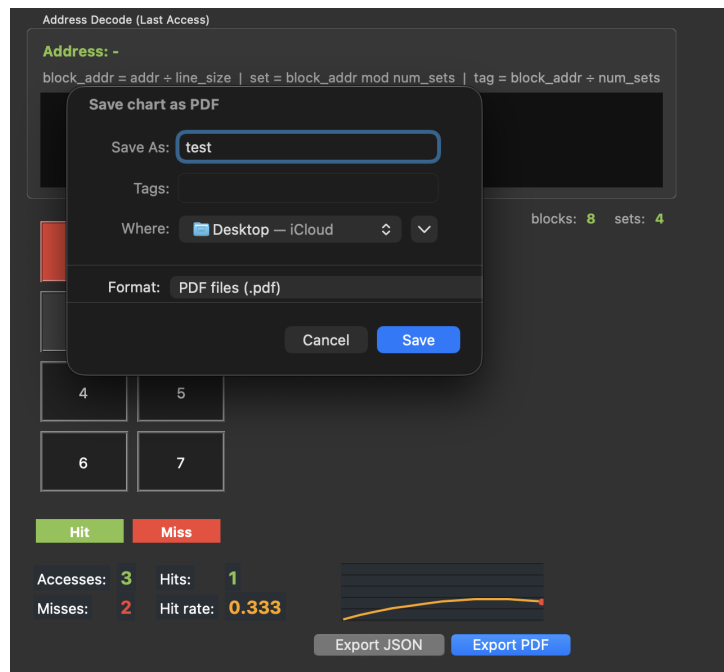 Address Decode (Last Access)
Address: -
block_addr = addr ÷ line_size | set = block_addr mod num_sets | tag = block_addr ÷ num_sets
Save chart as PDF
Save As: test
Tags:
Where: Desktop — iCloud
blocks: 8 sets: 4
Format: PDF files (.pdf)
Cancel Save
4 5
6 7
Hit Miss
Accesses: 3 Hits: 1
Misses: 2 Hit rate: 0.333
Export JSON Export PDF